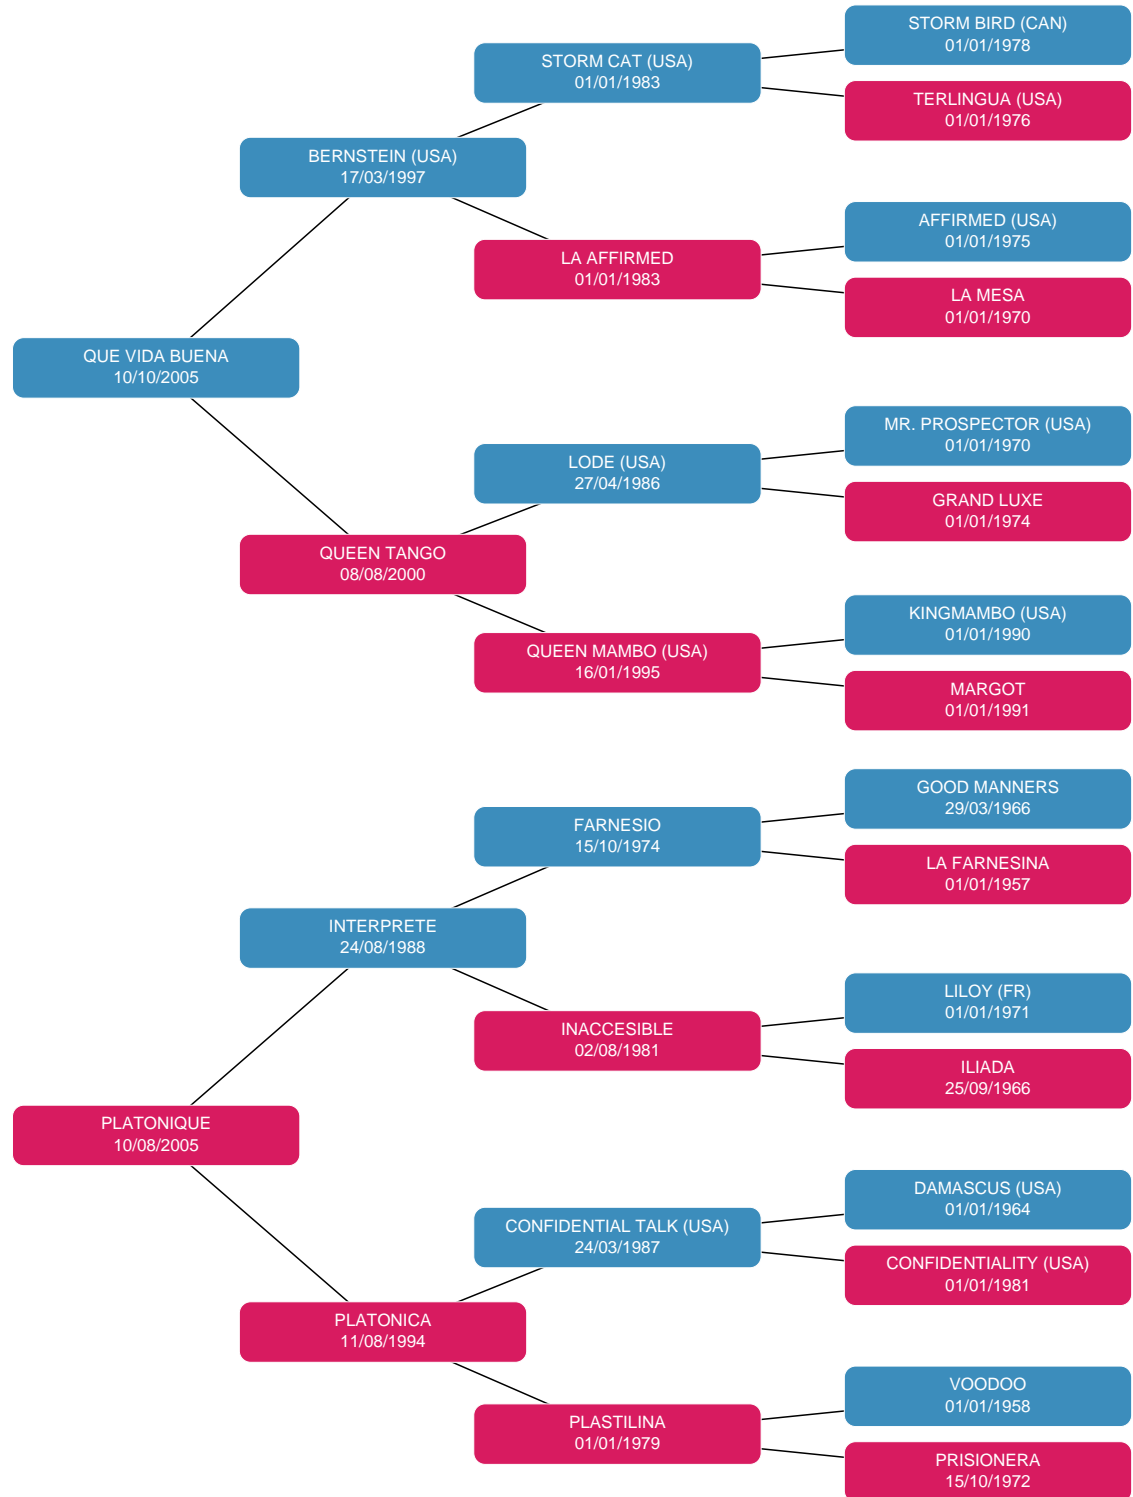 STORM BIRD (CAN)
01/01/1978
STORM CAT (USA)
01/01/1983
TERLINGUA (USA)
01/01/1976
BERNSTEIN (USA)
17/03/1997
AFFIRMED (USA)
01/01/1975
LA AFFIRMED
01/01/1983
LA MESA
01/01/1970
QUE VIDA BUENA
10/10/2005
MR. PROSPECTOR (USA)
01/01/1970
LODE (USA)
27/04/1986
GRAND LUXE
01/01/1974
QUEEN TANGO
08/08/2000
KINGMAMBO (USA)
01/01/1990
QUEEN MAMBO (USA)
16/01/1995
MARGOT
01/01/1991
GOOD MANNERS
29/03/1966
FARNESIO
15/10/1974
LA FARNESINA
01/01/1957
INTERPRETE
24/08/1988
LILOY (FR)
01/01/1971
INACCESIBLE
02/08/1981
ILIADA
25/09/1966
PLATONIQUE
10/08/2005
DAMASCUS (USA)
01/01/1964
CONFIDENTIAL TALK (USA)
24/03/1987
CONFIDENTIALITY (USA)
01/01/1981
PLATONICA
11/08/1994
VOODOO
01/01/1958
PLASTILINA
01/01/1979
PRISIONERA
15/10/1972